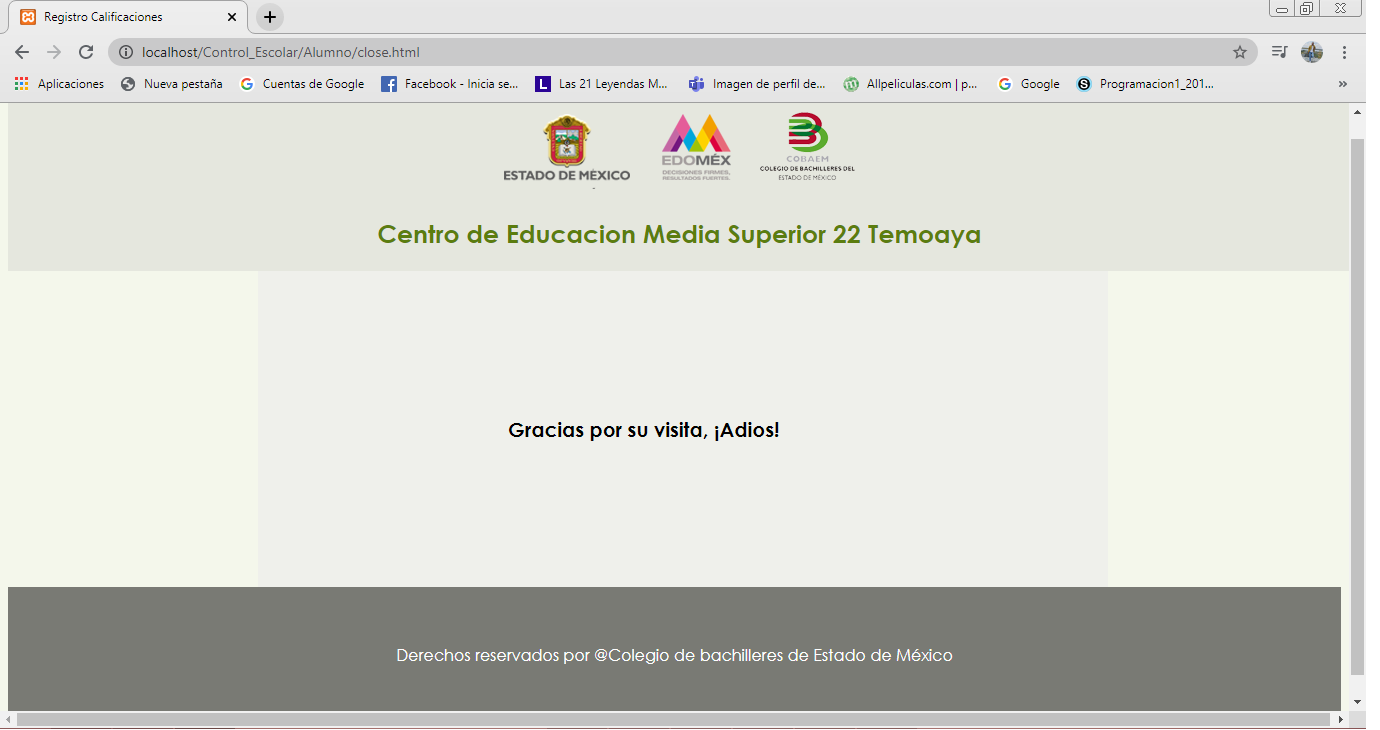 Registro Calificaciones
localhost/Control_Escolar/Alumno/close.html
Aplicaciones Nueva pestaña Cuentas de Google Facebook - Inicia se... Las 21 Leyendas M... Imagen de perfil de... Allpeliculas.com | p... Google Programacion1_201...
ESTADO DE MÉXICO
EDOMÉX
DECISIONES FIRMES,
RESULTADOS FUERTES.
COBAEM
COLEGIO DE BACHILLERES DEL
ESTADO DE MÉXICO
Centro de Educacion Media Superior 22 Temoaya
Gracias por su visita, ¡Adios!
Derechos reservados por @Colegio de bachilleres de Estado de México